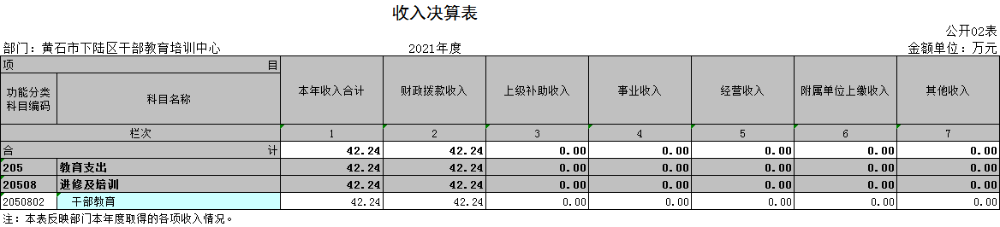 收入决算表
公开02表
部门：黄石市下陆区干部教育培训中心 2021年度 金额单位：万元
项 目 本年收入合计 财政拨款收入 上级补助收入 事业收入 经营收入 附属单位上缴收入 其他收入
功能分类科目编码 科目名称
栏次 1 2 3 4 5 6 7
合 计 42.24 42.24 0.00 0.00 0.00 0.00 0.00
205 教育支出 42.24 42.24 0.00 0.00 0.00 0.00 0.00
20508 进修及培训 42.24 42.24 0.00 0.00 0.00 0.00 0.00
2050802 干部教育 42.24 42.24 0.00 0.00 0.00 0.00 0.00
注：本表反映部门本年度取得的各项收入情况。